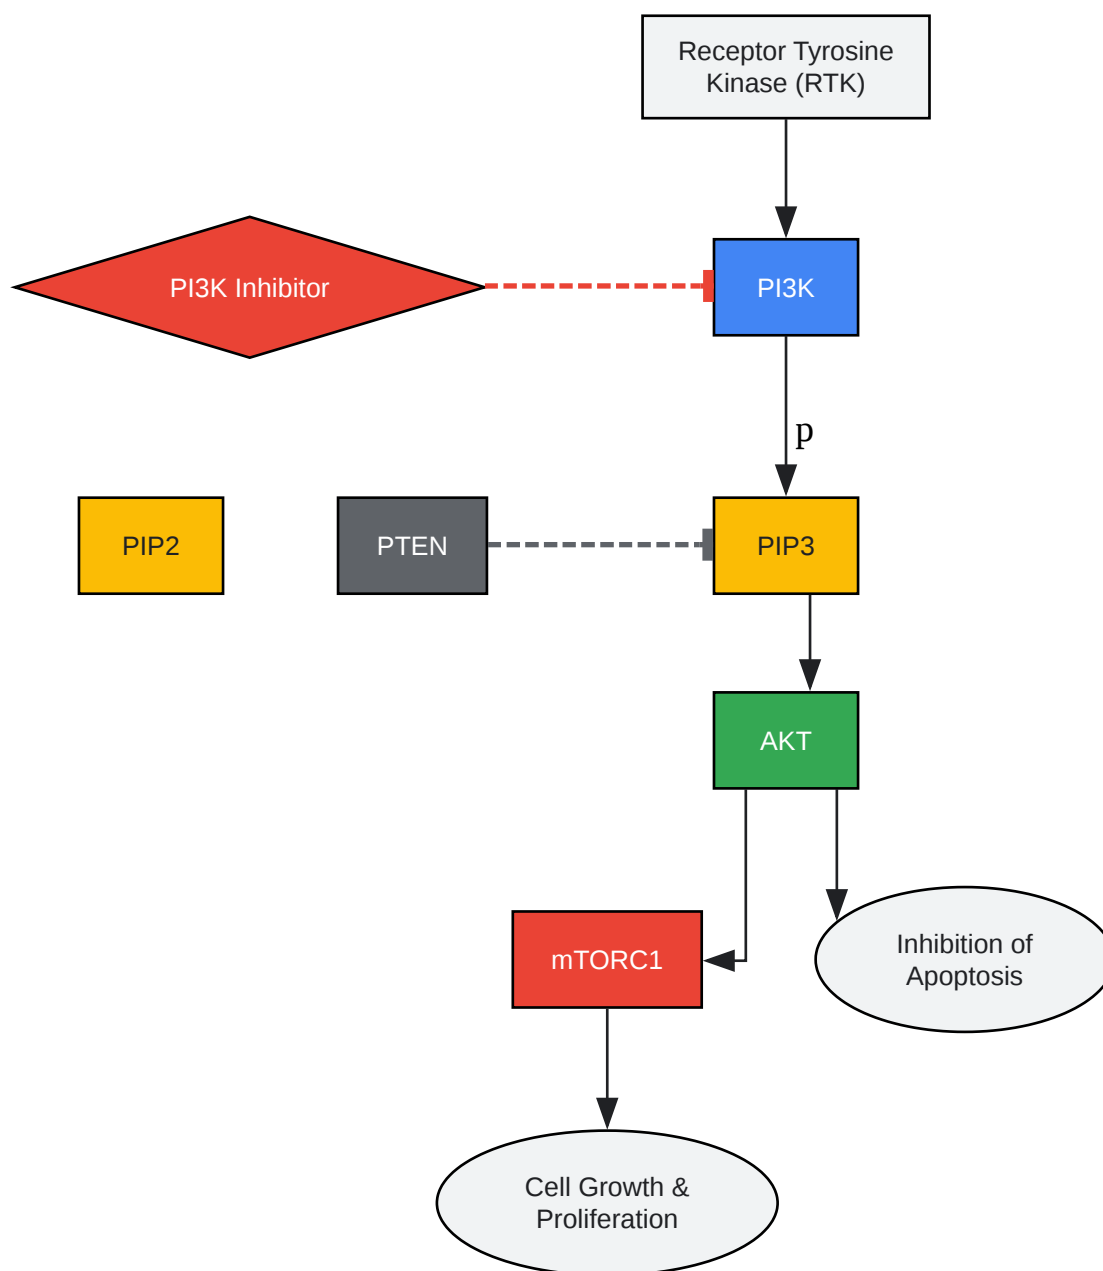 Receptor Tyrosine
Kinase (RTK)
PI3K Inhibitor
PI3K
p
PIP2
PTEN
PIP3
AKT
mTORC1
Inhibition of
Apoptosis
Cell Growth &
Proliferation